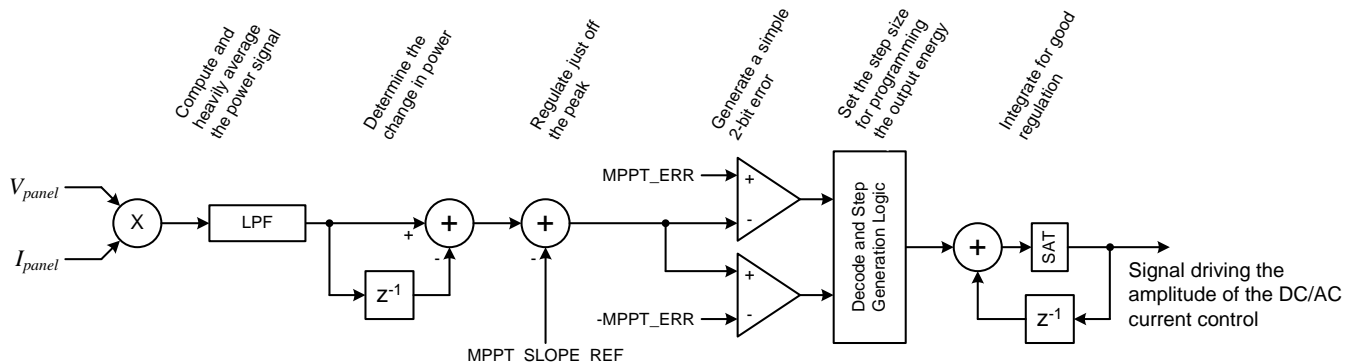 Compute and
heavily average
the power signal
Determine the
change in power
Regulate just off
the peak
Generate a simple
2-bit error
Set the step size
for programming
the output energy
Integrate for good
regulation
V_panel
I_panel
X
LPF
+
-
+
z^-1
+
-
MPPT_SLOPE_REF
MPPT_ERR
+
-
+
-
-MPPT_ERR
Decode and Step
Generation Logic
+
SAT
z^-1
Signal driving the
amplitude of the DC/AC
current control